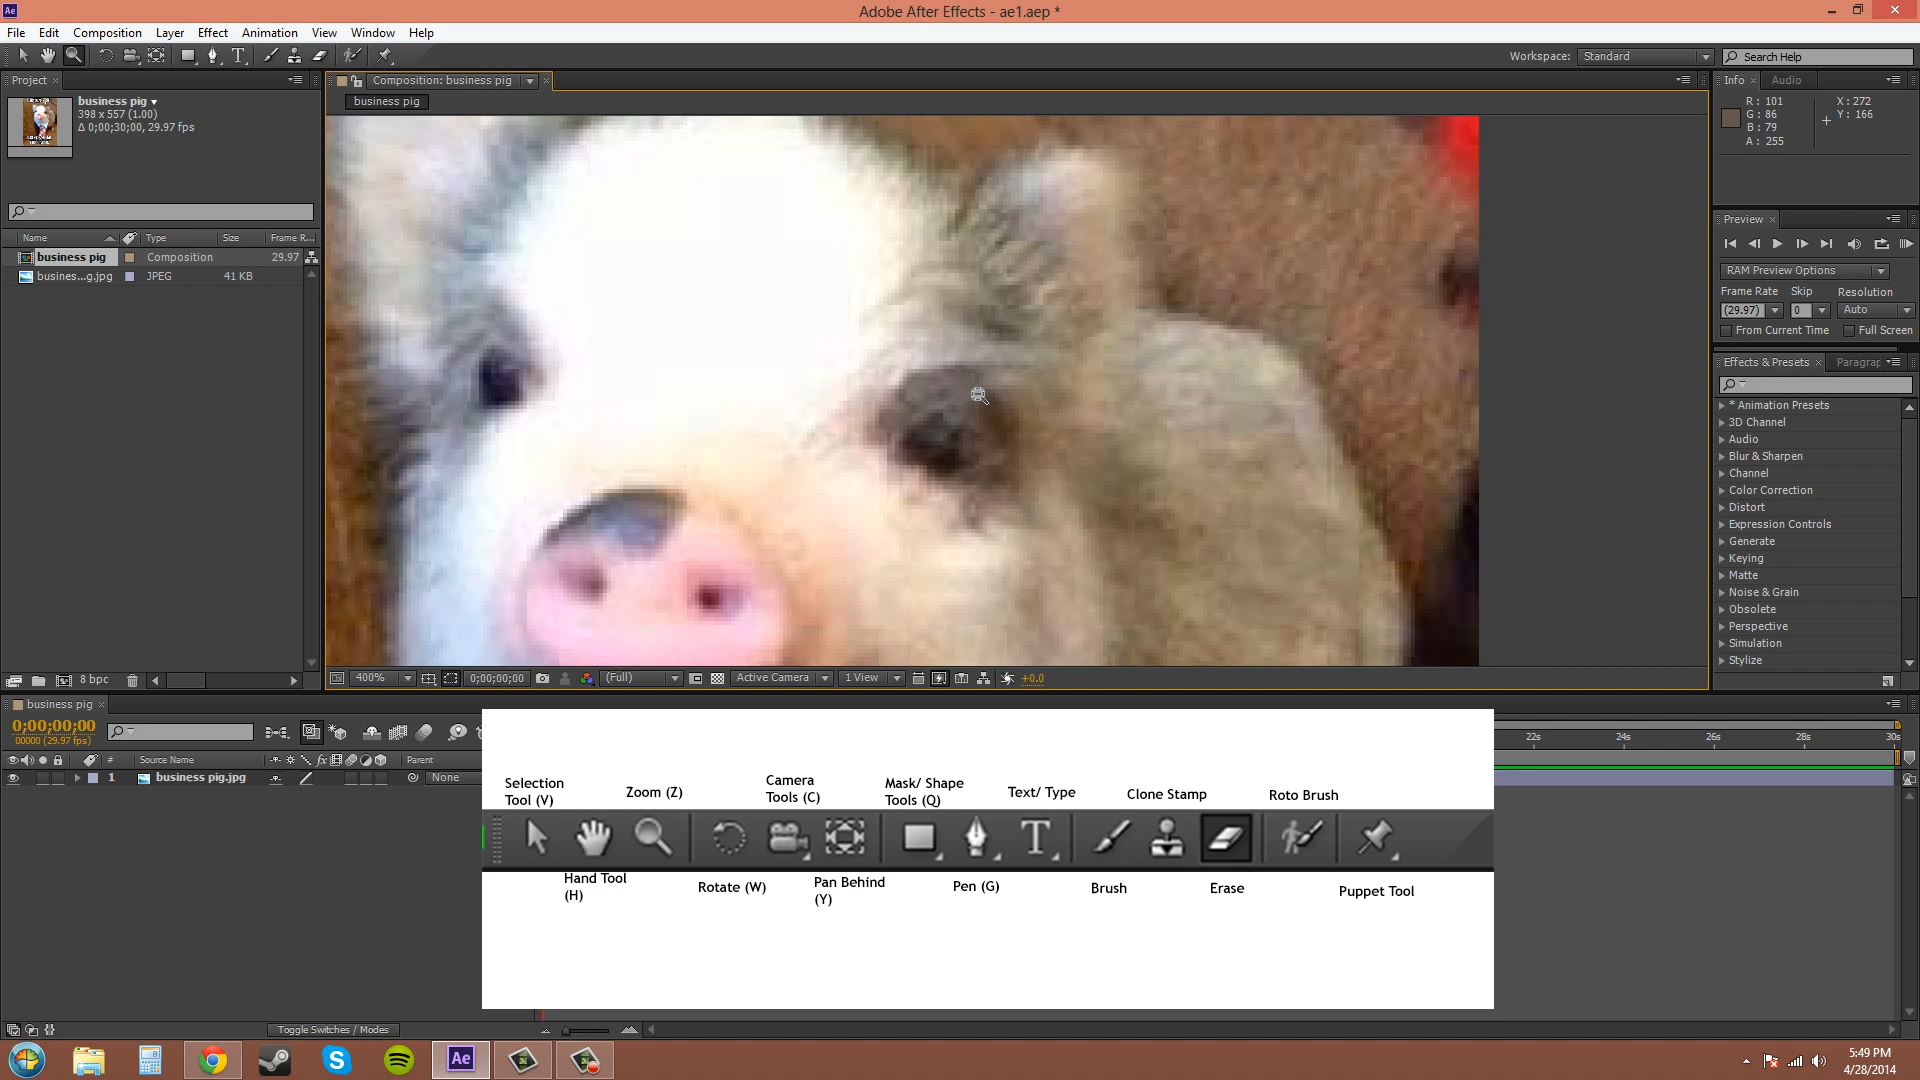 Ae
Adobe After Effects - ae1.aep *
File Edit Composition Layer Effect Animation View Window Help
T
Workspace: Standard Search Help
Project
business pig
398 x 557 (1.00)
Δ 0;00;30;00, 29.97 fps
Name Type Size Frame R...
business pig Composition 29.97
busines...g.jpg JPEG 41 KB
8 bpc
Composition: business pig
business pig
400% 0;00;00;00 (Full) Active Camera 1 View +0.0
Info Audio
R: 101 X: 272
G: 86 Y: 166
B: 79
A: 255
Preview
RAM Preview Options
Frame Rate Skip Resolution
(29.97) 0 Auto
From Current Time Full Screen
Effects & Presets Paragrap
* Animation Presets
3D Channel
Audio
Blur & Sharpen
Channel
Color Correction
Distort
Expression Controls
Generate
Keying
Matte
Noise & Grain
Obsolete
Perspective
Simulation
Stylize
business pig
0;00;00;00
00000 (29.97 fps)
22s 24s 26s 28s 30s
# Source Name fx Parent
1 business pig.jpg None
Selection
Tool (V)
Zoom (Z)
Camera
Tools (C)
Mask/ Shape
Tools (Q)
Text/ Type
Clone Stamp
Roto Brush
T
Hand Tool
(H)
Rotate (W)
Pan Behind
(Y)
Pen (G)
Brush
Erase
Puppet Tool
Toggle Switches / Modes
Ae
5:49 PM
4/28/2014